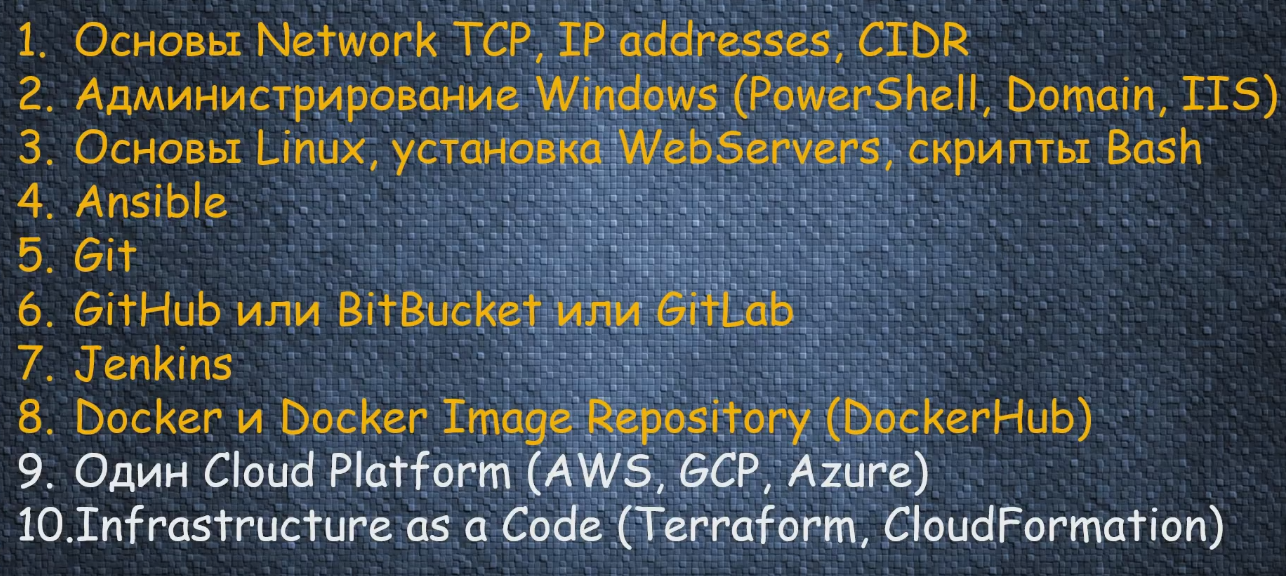 1. Основы Network TCP, IP addresses, CIDR
2. Администрирование Windows (PowerShell, Domain, IIS)
3. Основы Linux, установка WebServers, скрипты Bash
4. Ansible
5. Git
6. GitHub или BitBucket или GitLab
7. Jenkins
8. Docker и Docker Image Repository (DockerHub)
9. Один Cloud Platform (AWS, GCP, Azure)
10.Infrastructure as a Code (Terraform, CloudFormation)